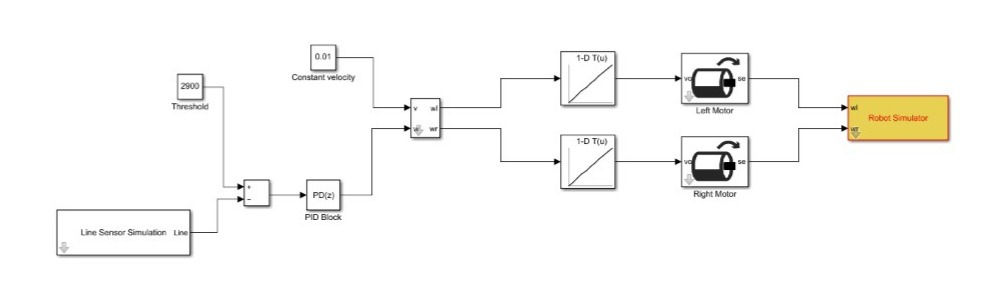 0.01
Constant velocity
2900
Threshold
1-D T(u)
vo
se
Left Motor
v
wl
w
wr
wl
Robot Simulator
wr
1-D T(u)
vo
se
Right Motor
+
−
PD(z)
PID Block
Line Sensor Simulation Line